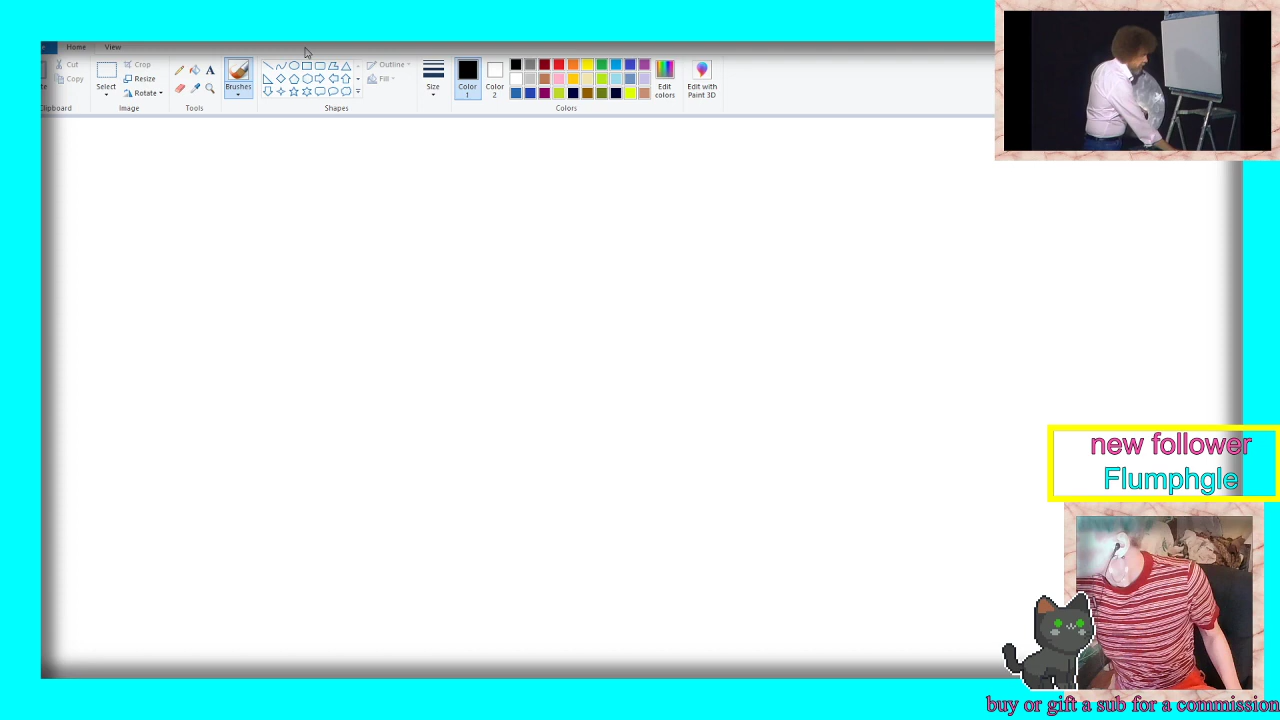 Home View
Cut
Copy
Select
Crop
Resize
Rotate
Brushes
Outline
Fill
Size
Color 1
Color 2
Edit colors
Edit with Paint 3D
Image
Tools
Shapes
Colors
new follower
Flumphgle
buy or gift a sub for a commission